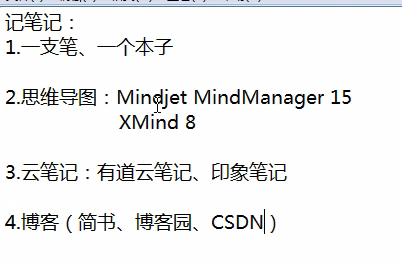 记笔记：
1.一支笔、一个本子
2.思维导图：Mindjet MindManager 15
XMind 8
3.云笔记：有道云笔记、印象笔记
4.博客（简书、博客园、CSDN）